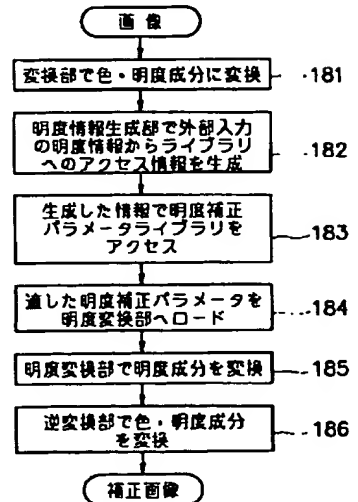 画像
変換部で色・明度成分に変換
181
明度情報生成部で外部入力
の明度情報からライブラリ
へのアクセス情報を生成
182
生成した情報で明度補正
パラメータライブラリを
アクセス
183
適した明度補正パラメータを
明度変換部へロード
184
明度変換部で明度成分を変換
185
逆変換部で色・明度成分
を変換
186
補正画像